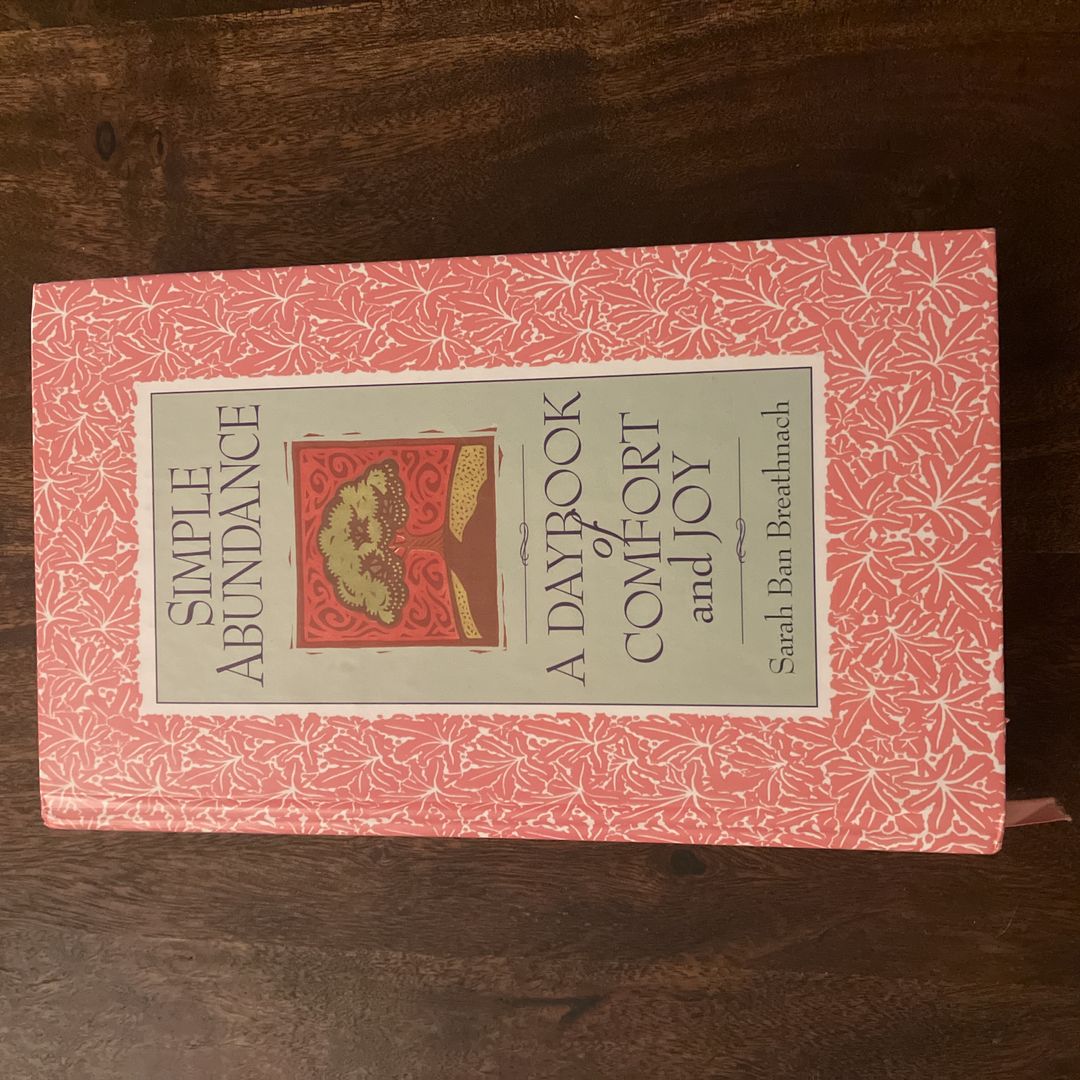 SIMPLE
ABUNDANCE
A DAYBOOK
of
COMFORT
and JOY
Sarah Ban Breathnach